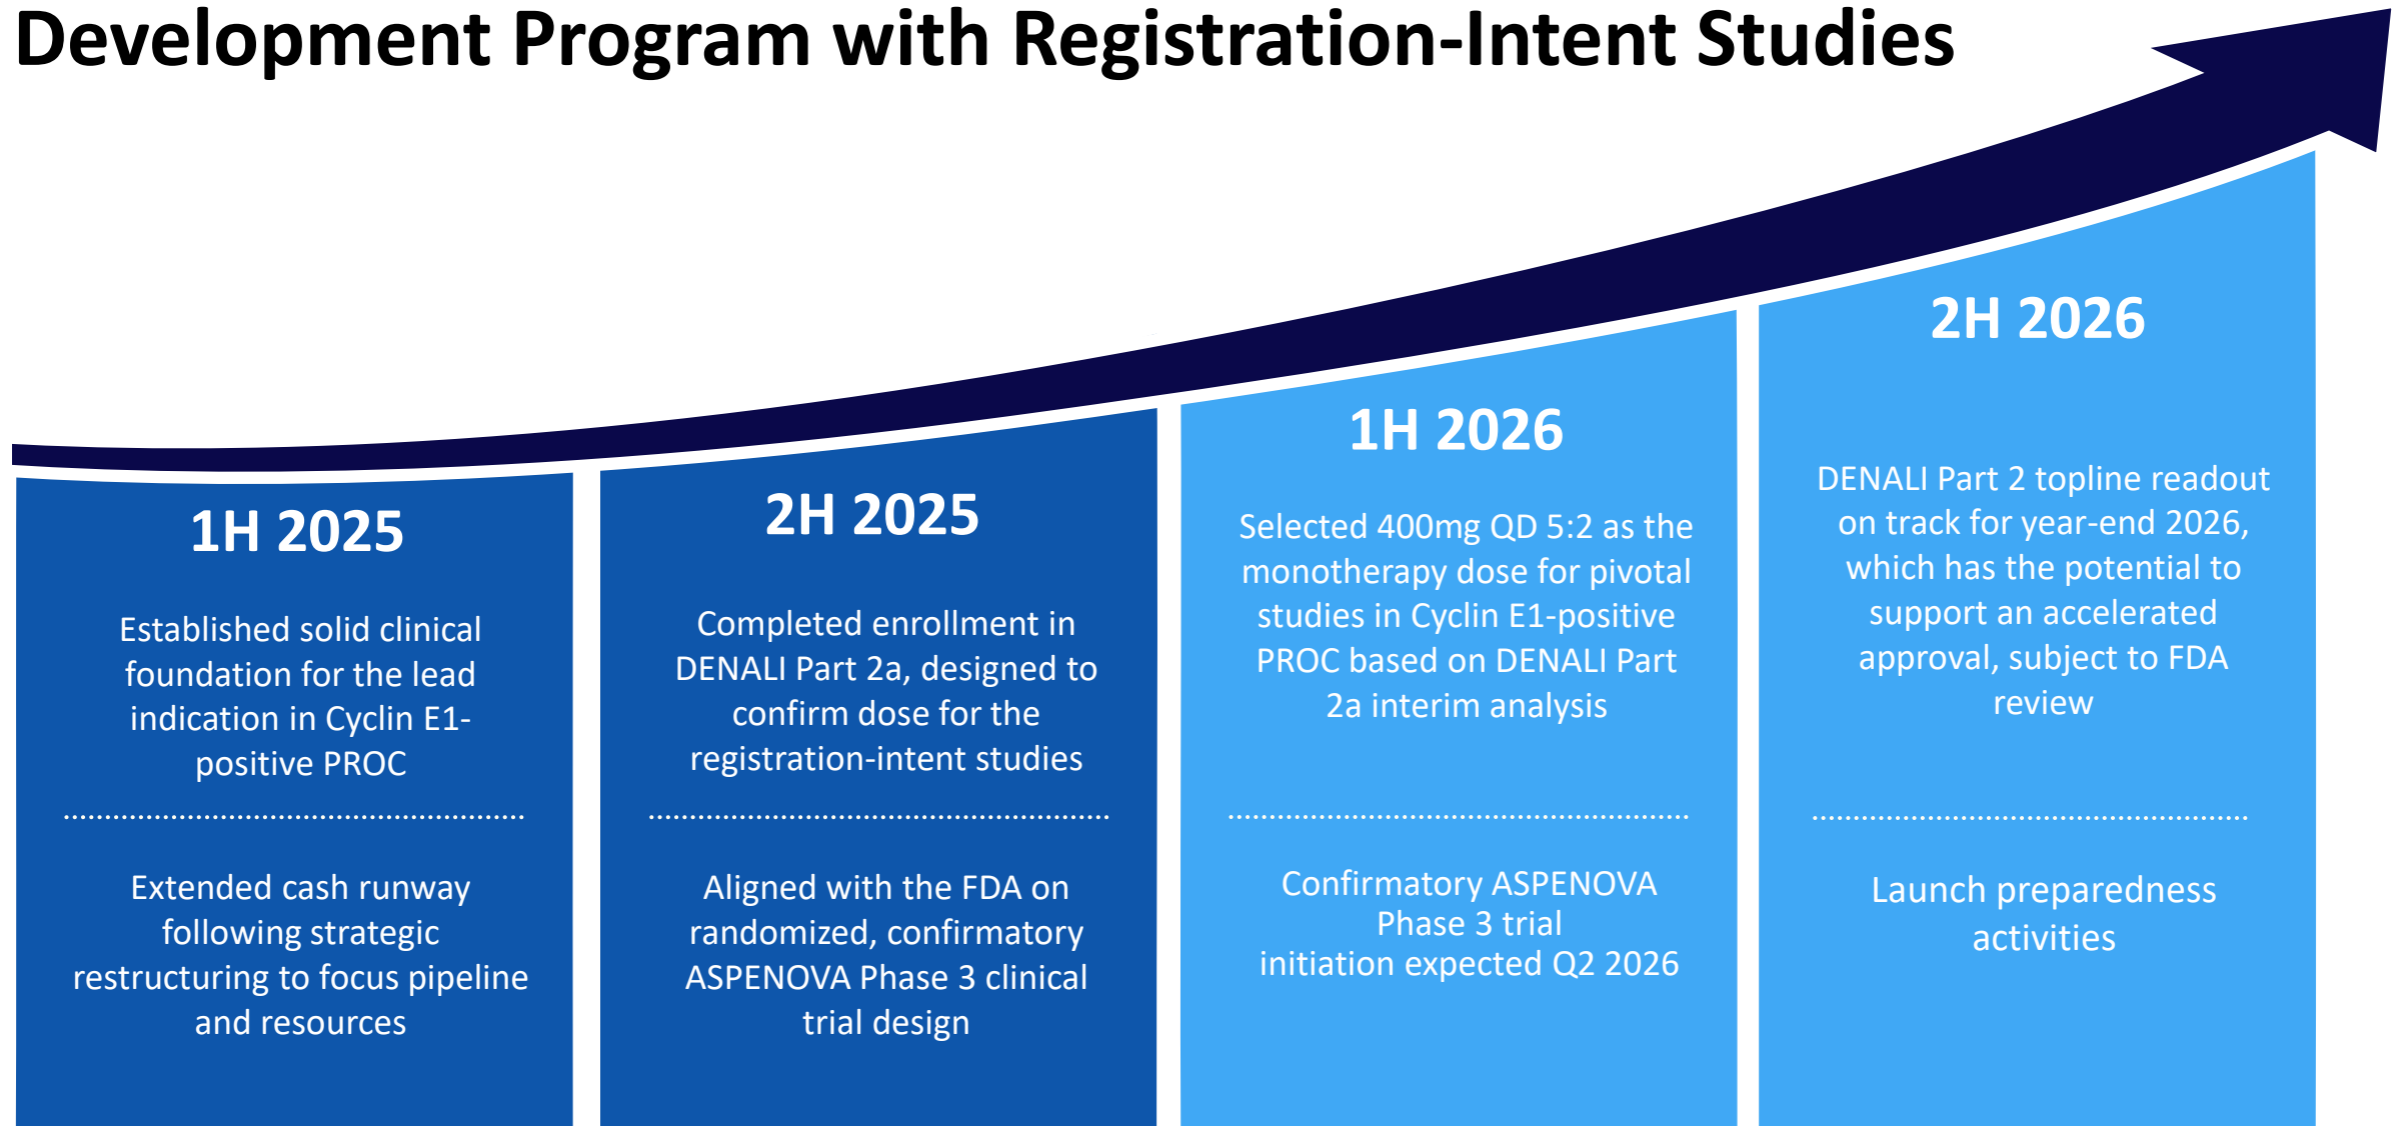 Development Program with Registration-Intent Studies
1H 2025
Established solid clinical
foundation for the lead
indication in Cyclin E1-
positive PROC
Extended cash runway
following strategic
restructuring to focus pipeline
and resources
2H 2025
Completed enrollment in
DENALI Part 2a, designed to
confirm dose for the
registration-intent studies
Aligned with the FDA on
randomized, confirmatory
ASPENOVA Phase 3 clinical
trial design
1H 2026
Selected 400mg QD 5:2 as the
monotherapy dose for pivotal
studies in Cyclin E1-positive
PROC based on DENALI Part
2a interim analysis
Confirmatory ASPENOVA
Phase 3 trial
initiation expected Q2 2026
2H 2026
DENALI Part 2 topline readout
on track for year-end 2026,
which has the potential to
support an accelerated
approval, subject to FDA
review
Launch preparedness
activities